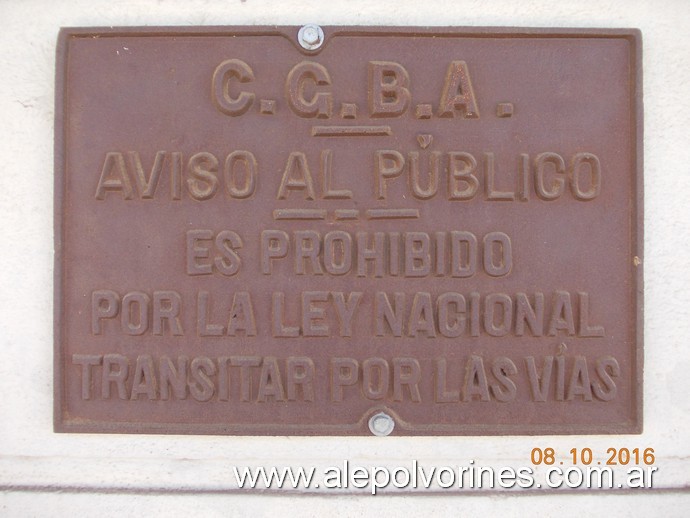 C.G.B.A.
AVISO AL PÚBLICO
ES PROHIBIDO
POR LA LEY NACIONAL
TRANSITAR POR LAS VÍAS
08.10.2016
www.alepolvorines.com.ar